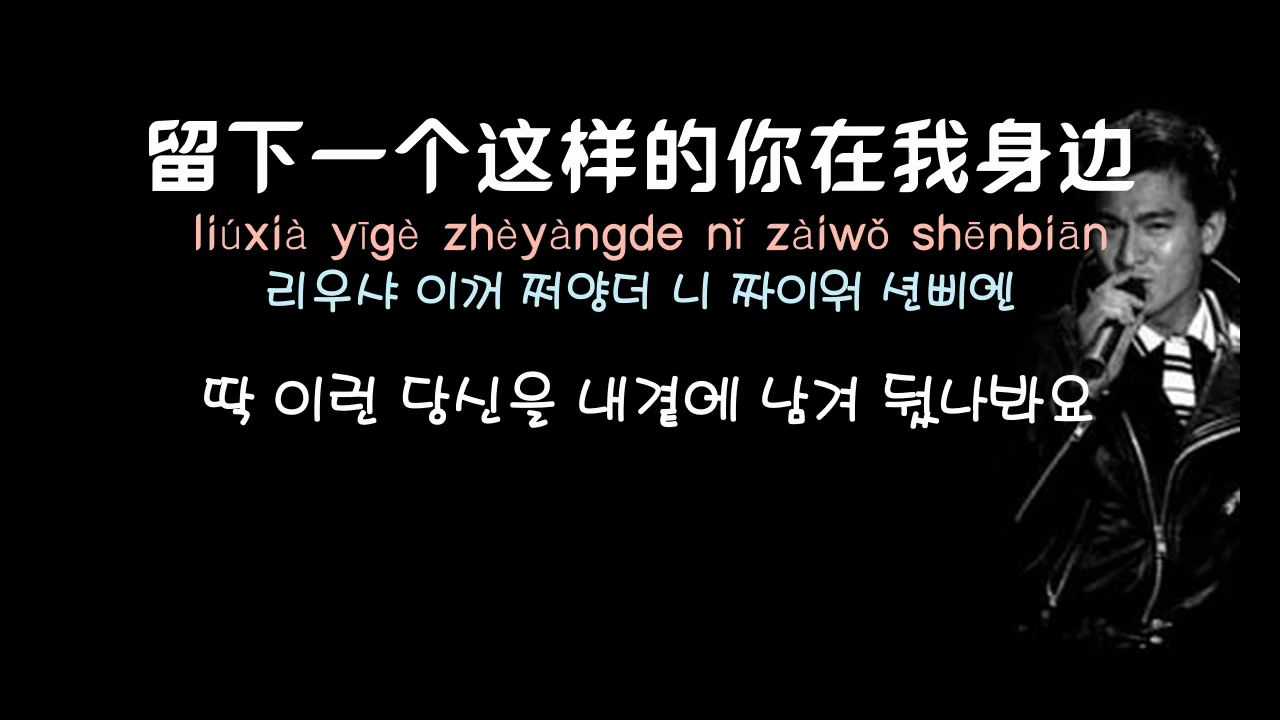 留下一个这样的你在我身边
liúxià yīgè zhèyàngde nǐ zàiwǒ shēnbiān
리우샤 이꺼 쩌양더 니 짜이워 션삐엔
딱 이런 당신을 내곁에 남겨 뒀나봐요